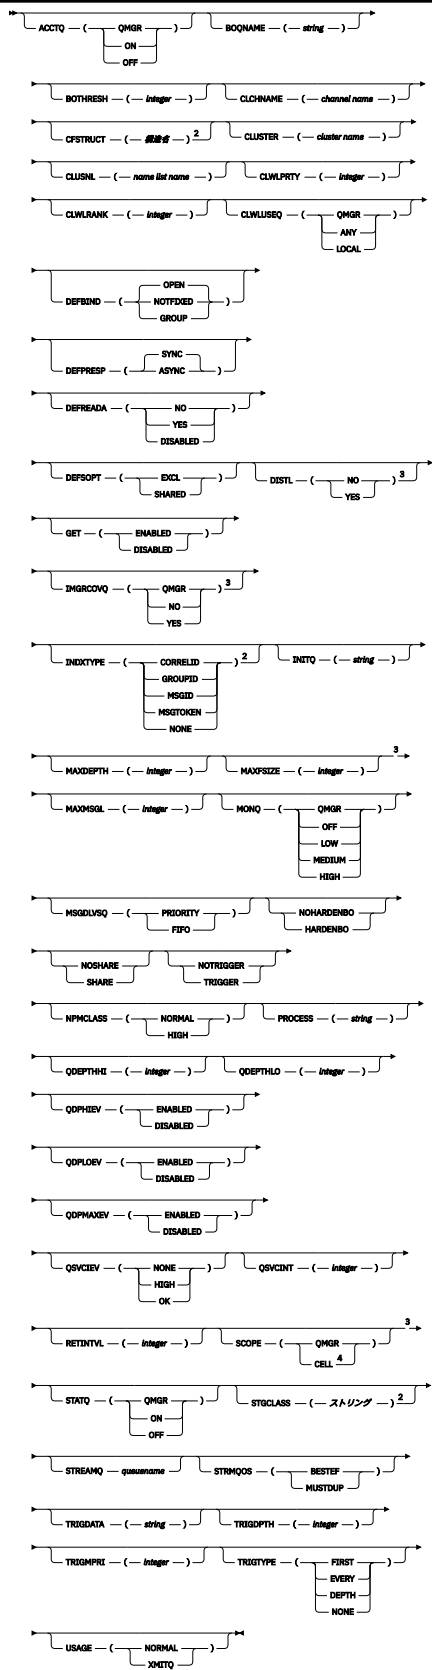 ACCTQ ( QMGR ) BOQNAME ( string )
ON
OFF
BOTHRESH ( integer ) CLCHNAME ( channel name )
CFSTRUCT ( 構造名 ) 2 CLUSTER ( cluster name )
CLUSNL ( name list name ) CLWLPRTY ( integer )
CLWLRANK ( integer ) CLWLUSEQ ( QMGR )
ANY
LOCAL
OPEN
DEFBIND ( NOTFIXED )
GROUP
SYNC
DEFPRESP ( ASYNC )
DEFREADA ( NO )
YES
DISABLED
DEFSOPT ( EXCL ) DISTL ( NO ) 3
SHARED YES
GET ( ENABLED )
DISABLED
IMGRCOVQ ( QMGR ) 3
NO
YES
INDXTYPE ( CORRELID ) 2 INITQ ( string )
GROUPID
MSGID
MSGTOKEN
NONE
MAXDEPTH ( integer ) MAXFSIZE ( integer ) 3
MAXMSGL ( integer ) MONQ ( QMGR )
OFF
LOW
MEDIUM
HIGH
MSGDLVSQ ( PRIORITY ) NOHARDENBO
FIFO HARDENBO
NOSHARE NOTRIGGER
SHARE TRIGGER
NPMCLASS ( NORMAL ) PROCESS ( string )
HIGH
QDEPTHHI ( integer ) QDEPTHLO ( integer )
QDPHIEV ( ENABLED )
DISABLED
QDPLOEV ( ENABLED )
DISABLED
QDPMAXEV ( ENABLED )
DISABLED
QSVCIEV ( NONE ) QSVCINT ( integer )
HIGH
OK
RETINTVL ( integer ) SCOPE ( QMGR ) 3
CELL 4
STATQ ( QMGR ) STGCLASS ( ストリング ) 2
ON
OFF
STREAMQ queuename STRMQOS ( BESTEF )
MUSTDUP
TRIGDATA ( string ) TRIGDPTH ( integer )
TRIGMPRI ( integer ) TRIGTYPE ( FIRST )
EVERY
DEPTH
NONE
USAGE ( NORMAL )
XMITQ